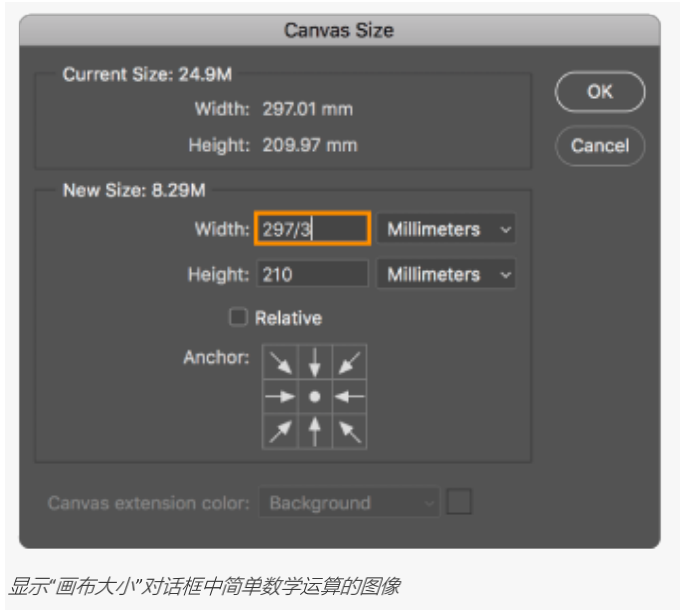 Canvas Size
Current Size: 24.9M
Width: 297.01 mm
Height: 209.97 mm
OK
Cancel
New Size: 8.29M
Width: 297/3 Millimeters
Height: 210 Millimeters
Relative
Anchor:
Canvas extension color: Background
显示“画布大小”对话框中简单数学运算的图像